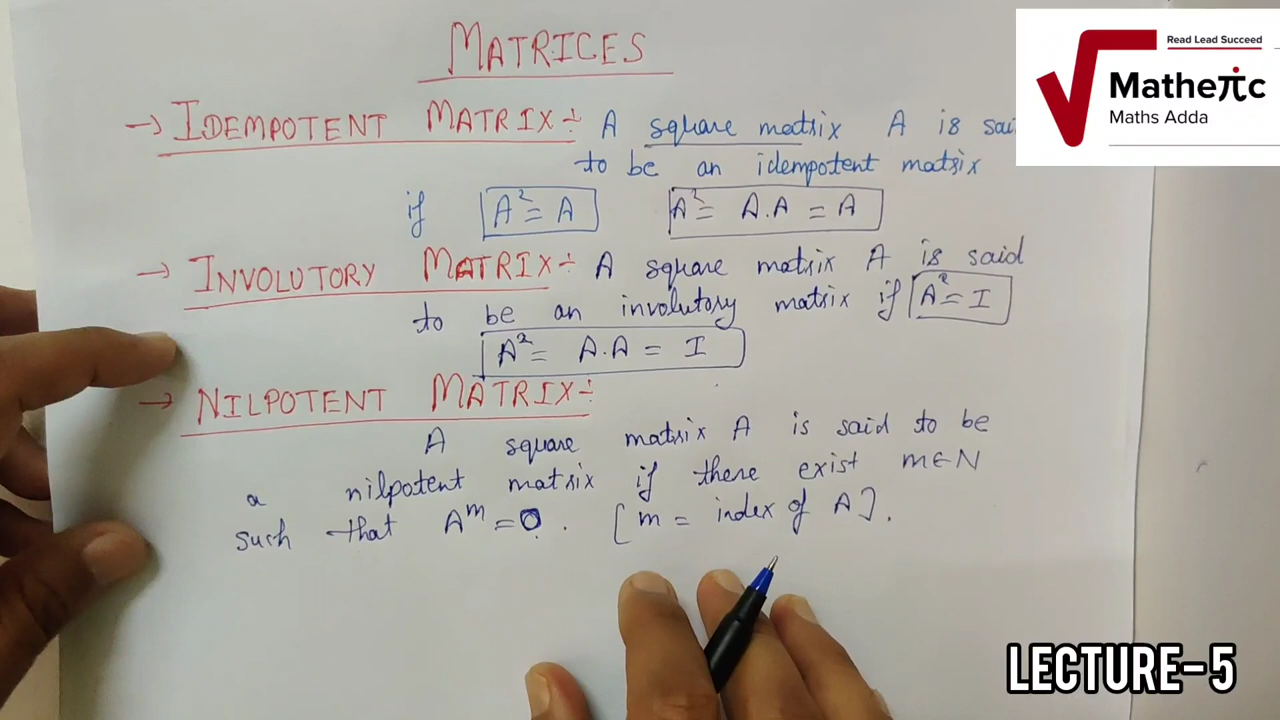 MATRICES
Read Lead Succeed
Matheπc
Maths Adda
→ IDEMPOTENT MATRIX ÷ A square matrix A is sai
to be an idempotent matrix
if A² = A A² = A.A = A
→ INVOLUTORY MATRIX ÷ A square matrix A is said
to be an involutory matrix if A² = I
A² = A.A = I
→ NILPOTENT MATRIX ÷
A square matrix A is said to be
a nilpotent matrix if there exist m∈N
such that Aᵐ = 0. [m = index of A].
LECTURE-5